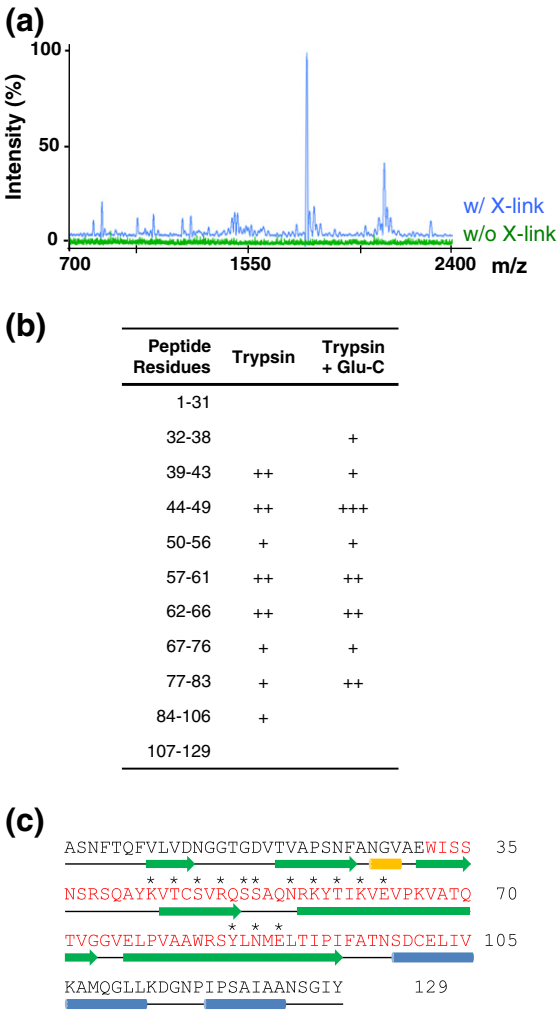 (a)
100
50
0
Intensity (%)
w/ X-link
w/o X-link
700 1550 2400 m/z
(b)
Peptide Residues Trypsin Trypsin + Glu-C
1-31
32-38 +
39-43 ++ +
44-49 ++ +++
50-56 + +
57-61 ++ ++
62-66 ++ ++
67-76 + +
77-83 + ++
84-106 +
107-129
(c)
ASNFTQFVLVDNGGTGDVTVAPSNFANGVAEWISS 35
* * * * ** * * * * *
NSRSQAYKVTCSVRQSSAQNRKYTIKVEVPKVATQ 70
* * *
TVGGVELPVAAWRSYLNMELTIPIFATNSDCELIV 105
KAMQGLLKDGNPIPSAIAANSGIY 129